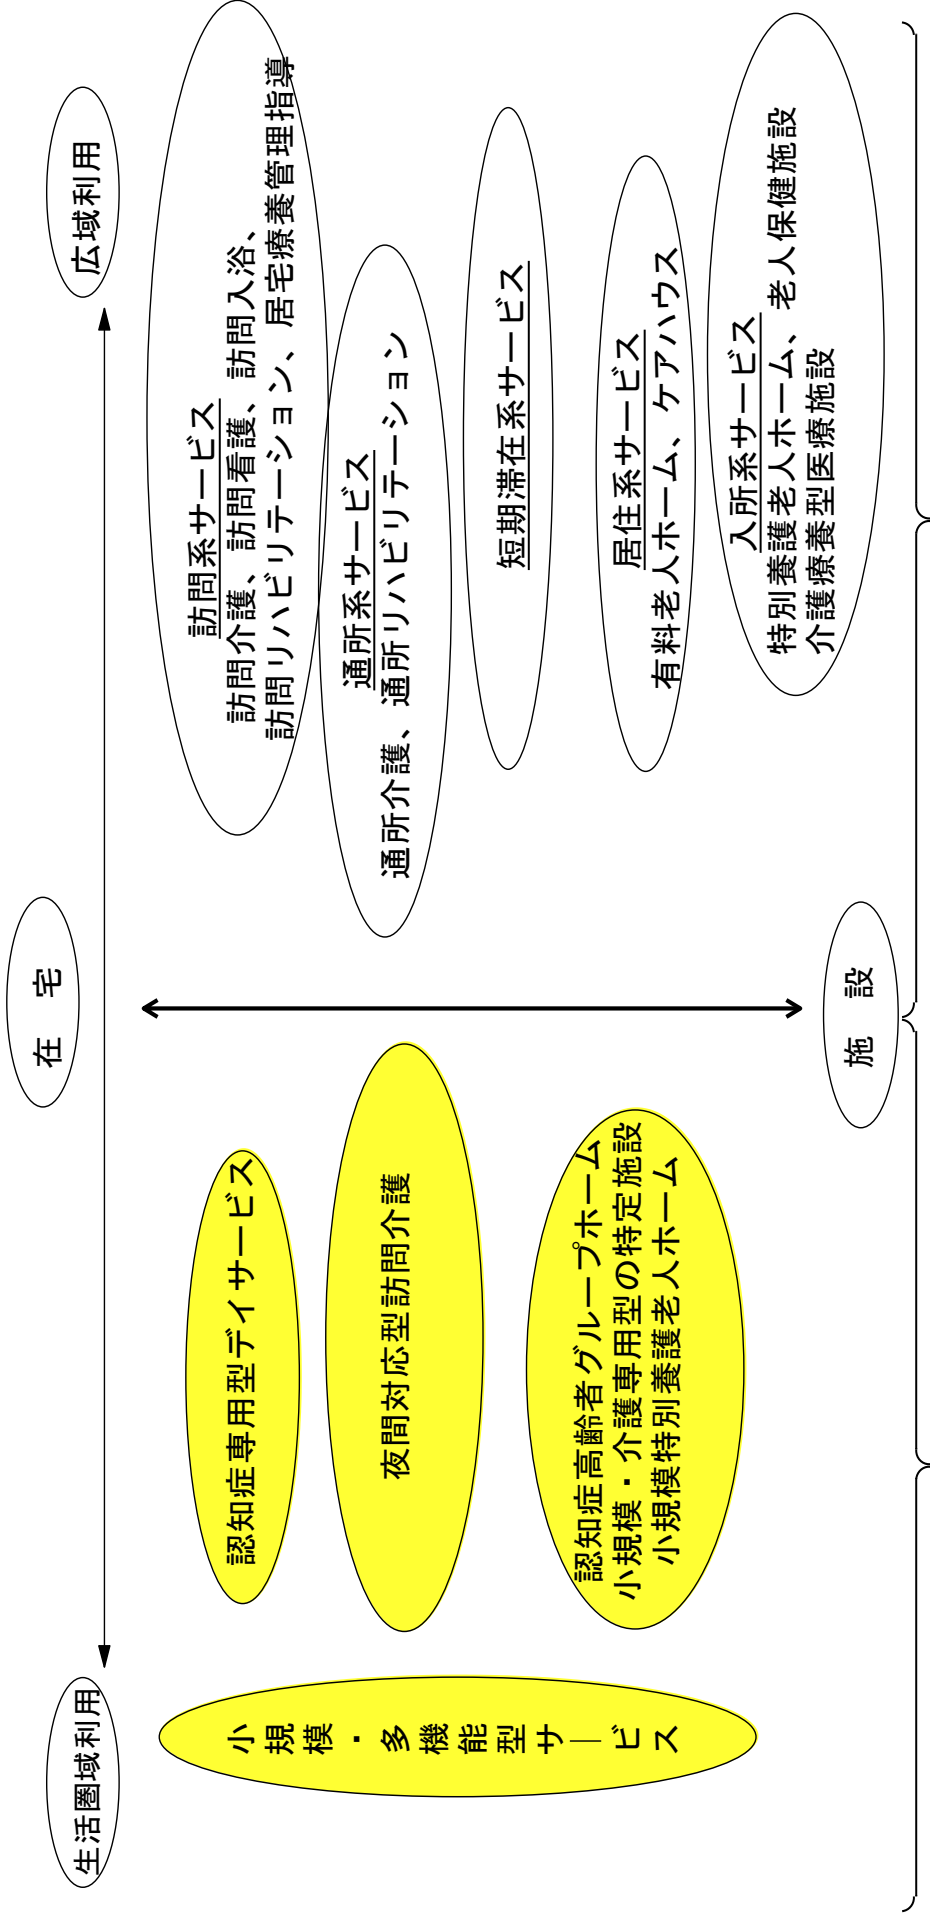 在　宅
生活圏域利用
広域利用
小規模・多機能型サービス
認知症専用型デイサービス
夜間対応型訪問介護
認知症高齢者グループホーム
小規模・介護専用型の特定施設
小規模特別養護老人ホーム
訪問系サービス
訪問介護、訪問看護、訪問入浴、
訪問リハビリテーション、居宅療養管理指導
通所系サービス
通所介護、通所リハビリテーション
短期滞在系サービス
居住系サービス
有料老人ホーム、ケアハウス
入所系サービス
特別養護老人ホーム、老人保健施設
介護療養型医療施設
施　設